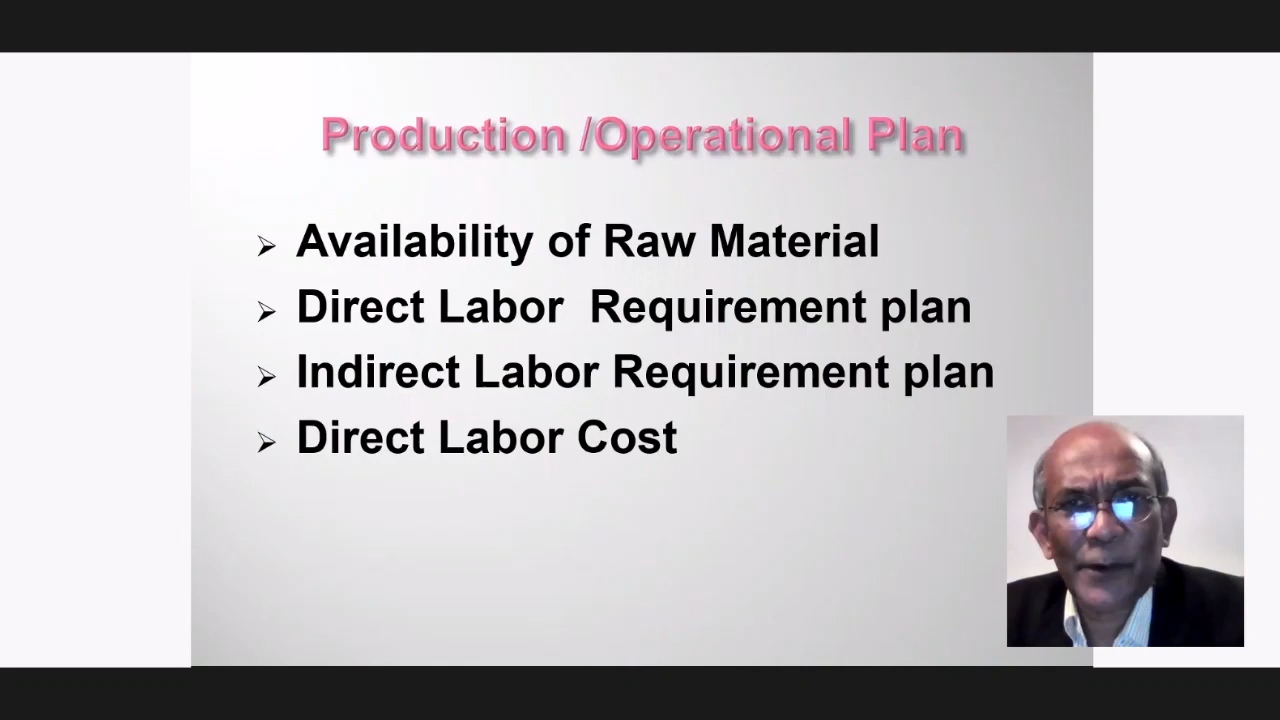 Production /Operational Plan
Availability of Raw Material
Direct Labor  Requirement plan
Indirect Labor Requirement plan
Direct Labor Cost